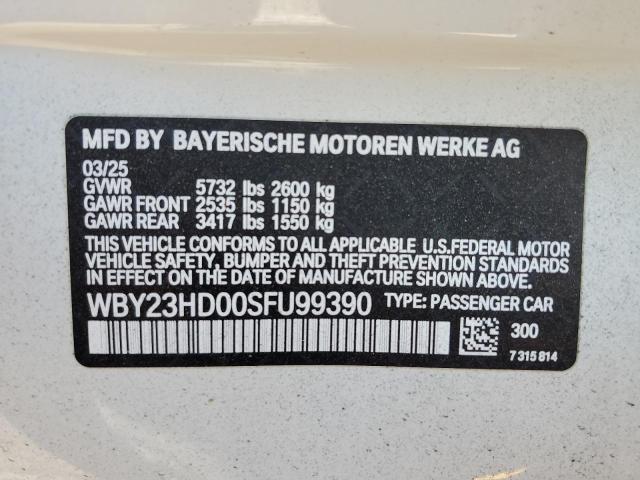 MFD BY BAYERISCHE MOTOREN WERKE AG
03/25
GVWR 5732 lbs 2600 kg
GAWR FRONT 2535 lbs 1150 kg
GAWR REAR 3417 lbs 1550 kg
THIS VEHICLE CONFORMS TO ALL APPLICABLE U.S.FEDERAL MOTOR
VEHICLE SAFETY, BUMPER AND THEFT PREVENTION STANDARDS
IN EFFECT ON THE DATE OF MANUFACTURE SHOWN ABOVE.
WBY23HD00SFU99390 TYPE: PASSENGER CAR
300
7 315 814